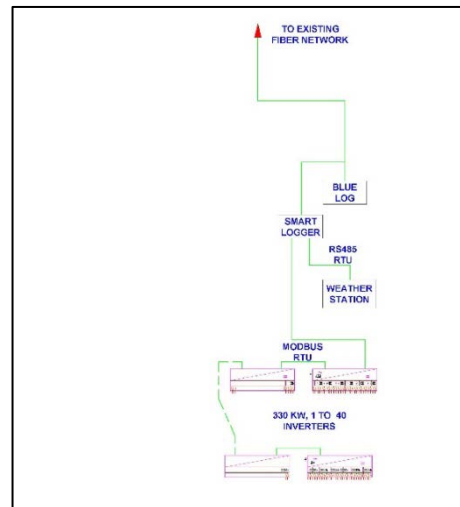 TO EXISTING
FIBER NETWORK
BLUE
LOG
SMART
LOGGER
RS485
RTU
WEATHER
STATION
MODBUS
RTU
330 KW, 1 TO 40
INVERTERS